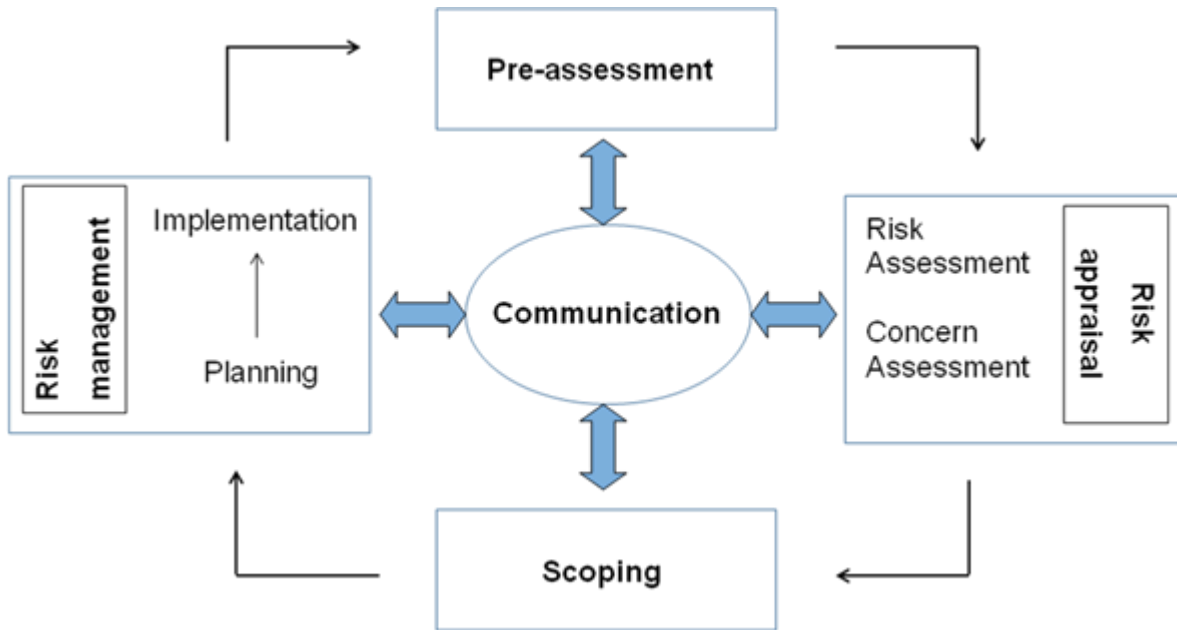 Pre-assessment
Risk
management
Implementation
Planning
Communication
Risk
Assessment
Concern
Assessment
Risk
appraisal
Scoping